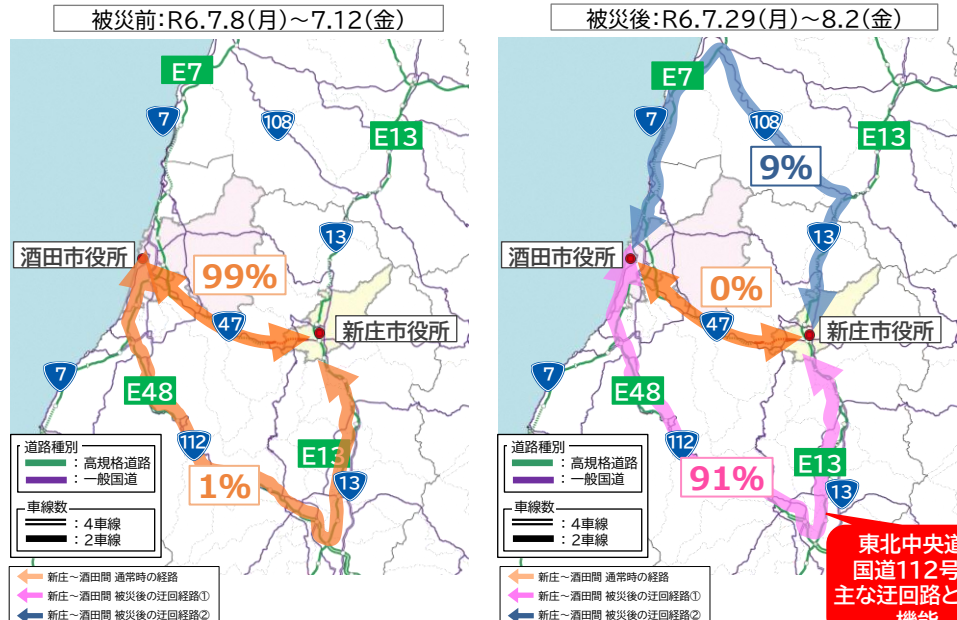 被災前：R6.7.8(月)～7.12(金)
E7
7
108
E13
13
酒田市役所
99%
47
新庄市役所
7
E48
112
E13
13
1%
道路種別
：高規格道路
：一般国道
車線数
：4車線
：2車線
新庄～酒田間 通常時の経路
新庄～酒田間 被災後の迂回経路①
新庄～酒田間 被災後の迂回経路②
被災後：R6.7.29(月)～8.2(金)
E7
7
108
E13
9%
13
酒田市役所
0%
47
新庄市役所
7
E48
112
E13
13
91%
道路種別
：高規格道路
：一般国道
車線数
：4車線
：2車線
新庄～酒田間 通常時の経路
新庄～酒田間 被災後の迂回経路①
新庄～酒田間 被災後の迂回経路②
東北中央道
国道112号
主な迂回路と
機能